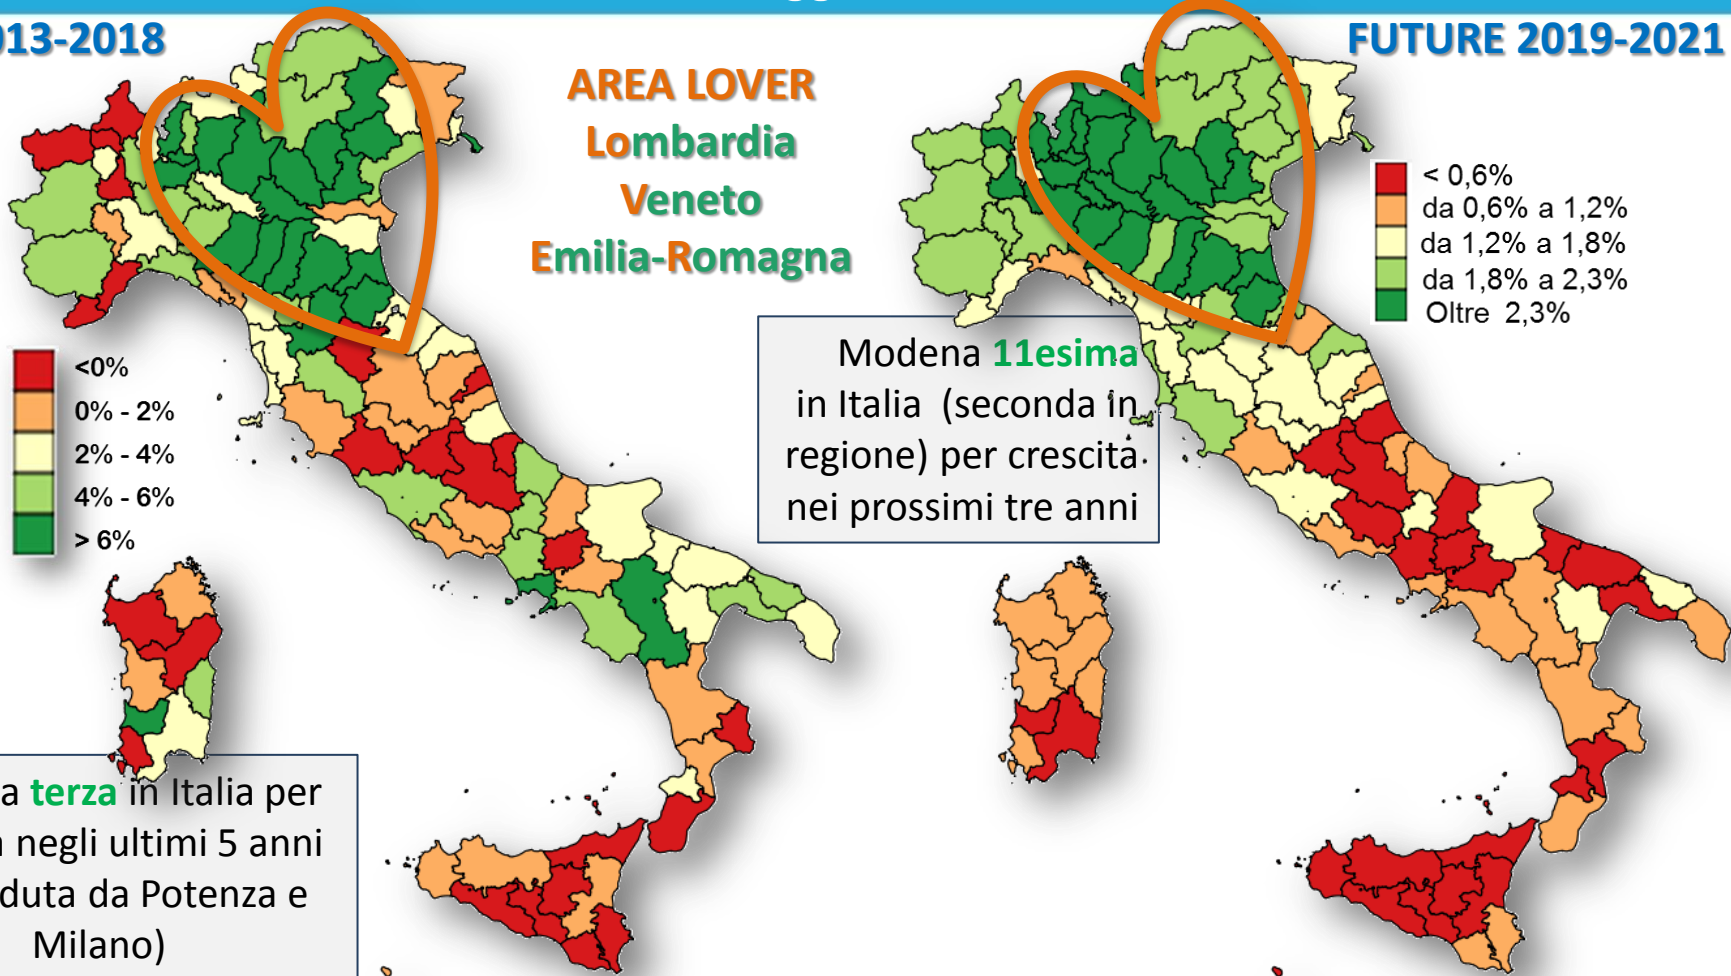 013-2018
FUTURE 2019-2021
AREA LOVER
Lombardia
Veneto
Emilia-Romagna
< 0,6%
da 0,6% a 1,2%
da 1,2% a 1,8%
da 1,8% a 2,3%
Oltre 2,3%
<0%
0% - 2%
2% - 4%
4% - 6%
> 6%
Modena 11esima
in Italia (seconda in
regione) per crescita
nei prossimi tre anni
a terza in Italia per
negli ultimi 5 anni
duta da Potenza e
Milano)